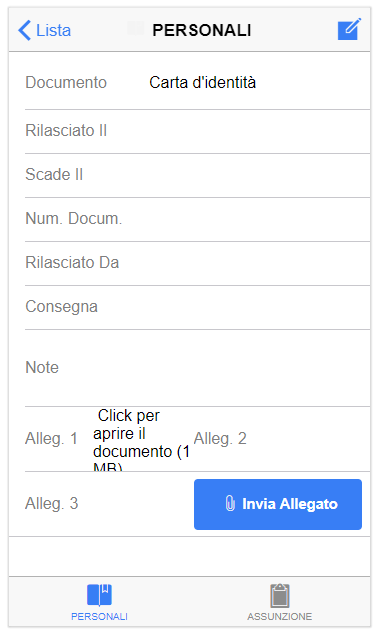 Lista PERSONALI
Documento Carta d'identità
Rilasciato Il
Scade Il
Num. Docum.
Rilasciato Da
Consegna
Note
Alleg. 1
Click per
aprire il
documento (1
MB)
Alleg. 2
Alleg. 3
Invia Allegato
PERSONALI ASSUNZIONE